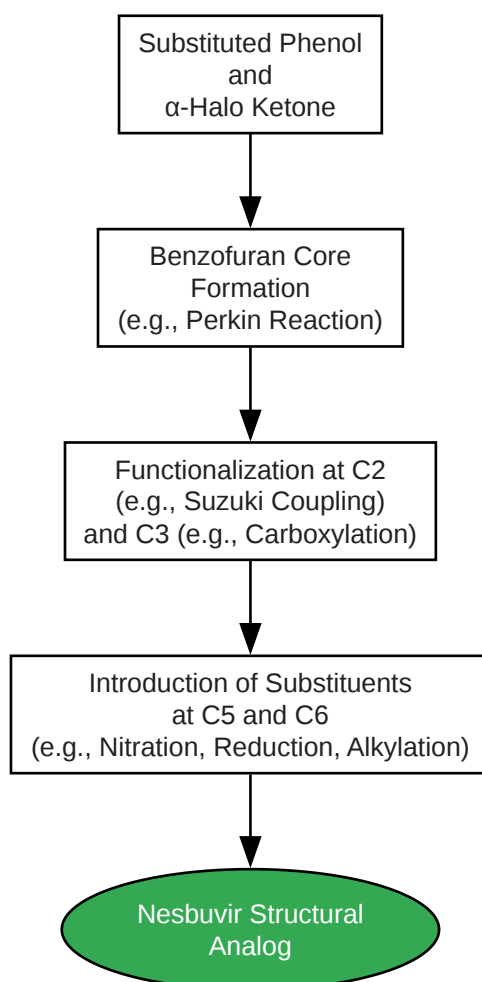 Substituted Phenol
and
α-Halo Ketone
Benzofuran Core
Formation
(e.g., Perkin Reaction)
Functionalization at C2
(e.g., Suzuki Coupling)
and C3 (e.g., Carboxylation)
Introduction of Substituents
at C5 and C6
(e.g., Nitration, Reduction, Alkylation)
Nesbuvir Structural
Analog